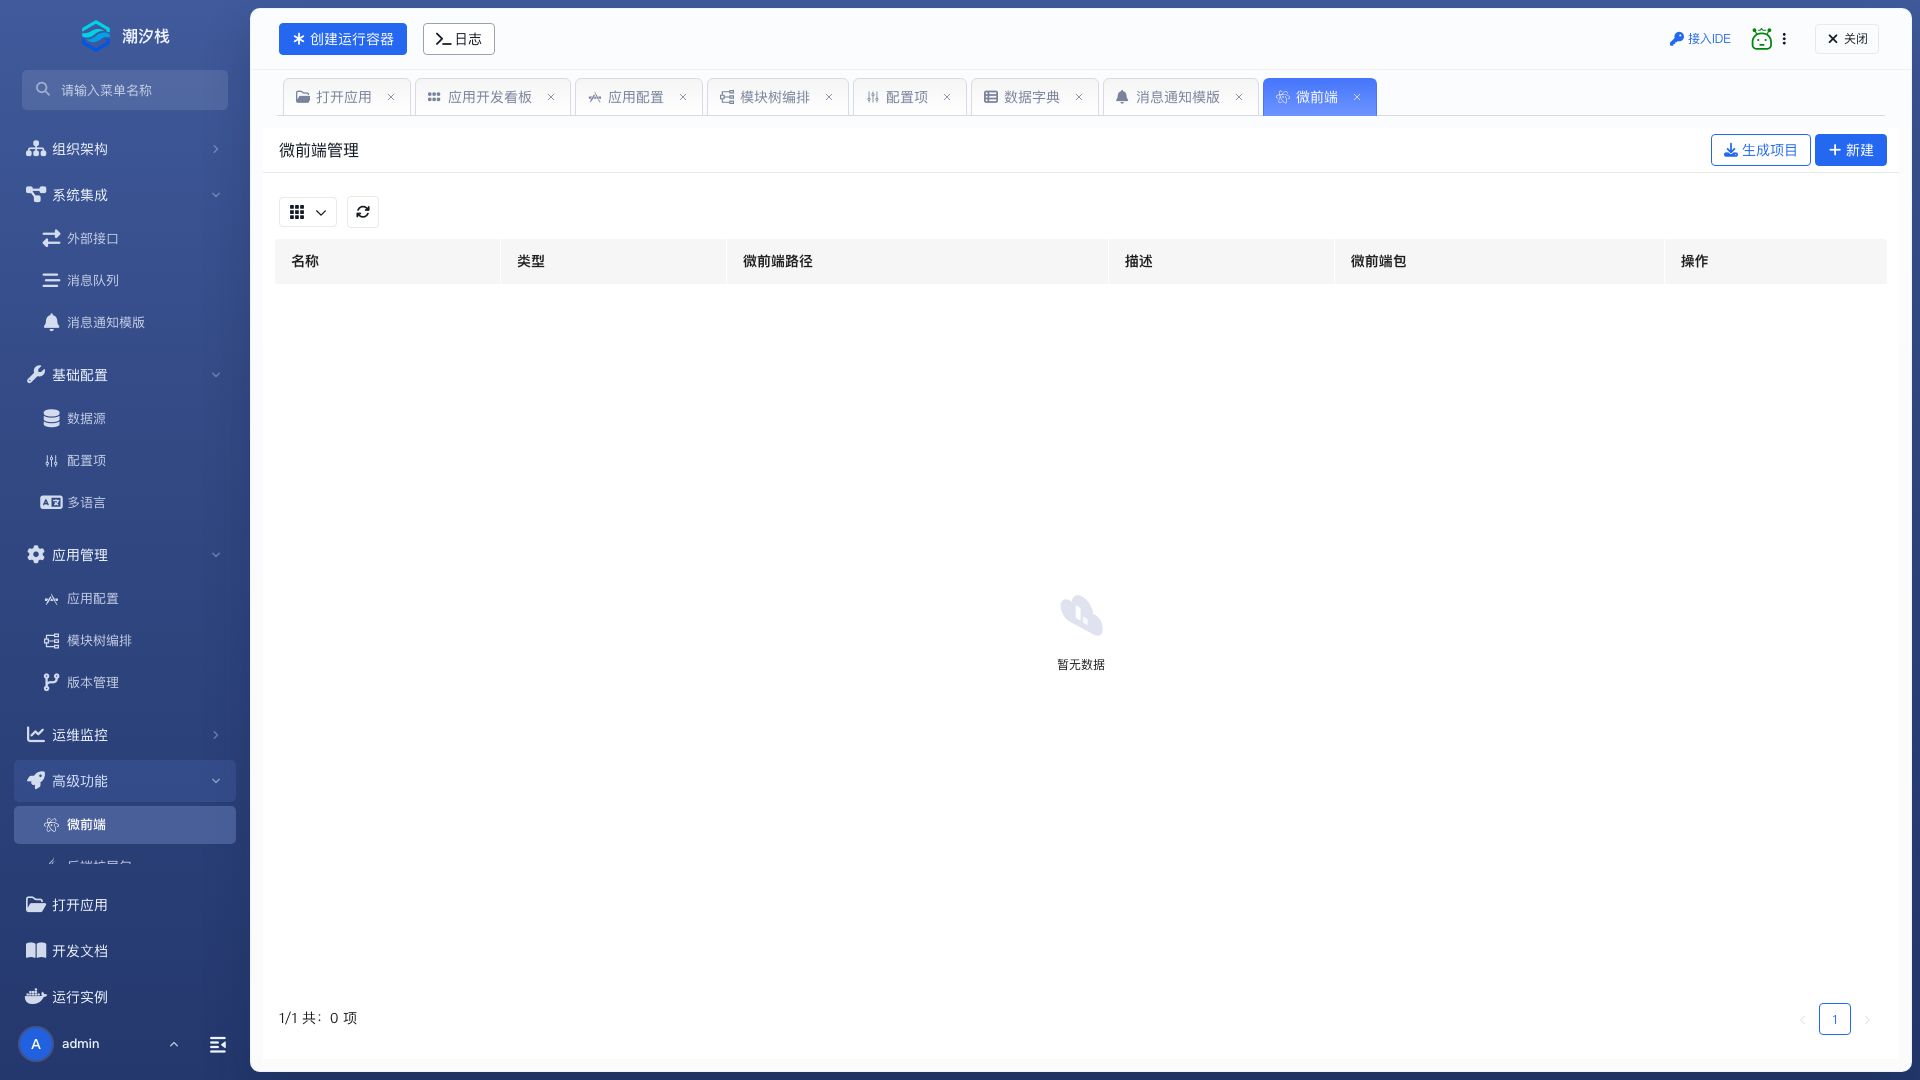 潮汐栈
请输入菜单名称
组织架构
系统集成
外部接口
消息队列
消息通知模版
基础配置
数据源
配置项
多语言
应用管理
应用配置
模块树编排
版本管理
运维监控
高级功能
微前端
打开应用
开发文档
运行实例
A admin
创建运行容器 日志 接入IDE 关闭
打开应用 应用开发看板 应用配置 模块树编排 配置项 数据字典 消息通知模版 微前端
微前端管理 生成项目 新建
名称 类型 微前端路径 描述 微前端包 操作
暂无数据
1/1 共：0 项 1